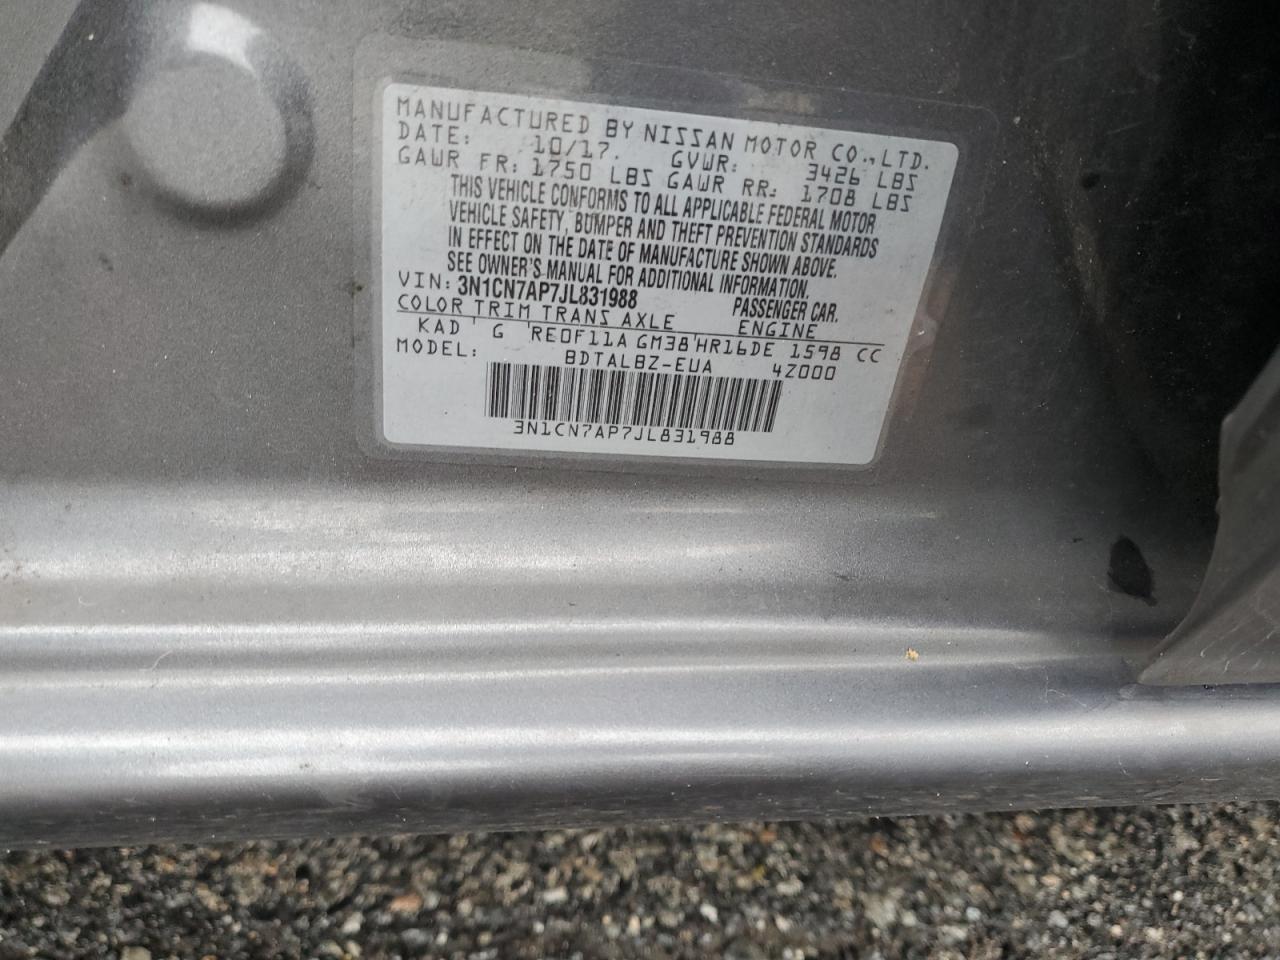 MANUFACTURED BY NISSAN MOTOR CO., LTD.
DATE: 10/17. GVWR: 3426 LBS
GAWR FR: 1750 LBS GAWR RR: 1708 LBS
THIS VEHICLE CONFORMS TO ALL APPLICABLE FEDERAL MOTOR
VEHICLE SAFETY, BUMPER AND THEFT PREVENTION STANDARDS
IN EFFECT ON THE DATE OF MANUFACTURE SHOWN ABOVE.
SEE OWNER'S MANUAL FOR ADDITIONAL INFORMATION.
VIN: 3N1CN7AP7JL831988 PASSENGER CAR.
COLOR TRIM TRANS AXLE ENGINE
KAD G RE0F11A GM38 HR16DE 1598 CC
MODEL: BDTALBZ-EUA 4Z000
3N1CN7AP7JL831988